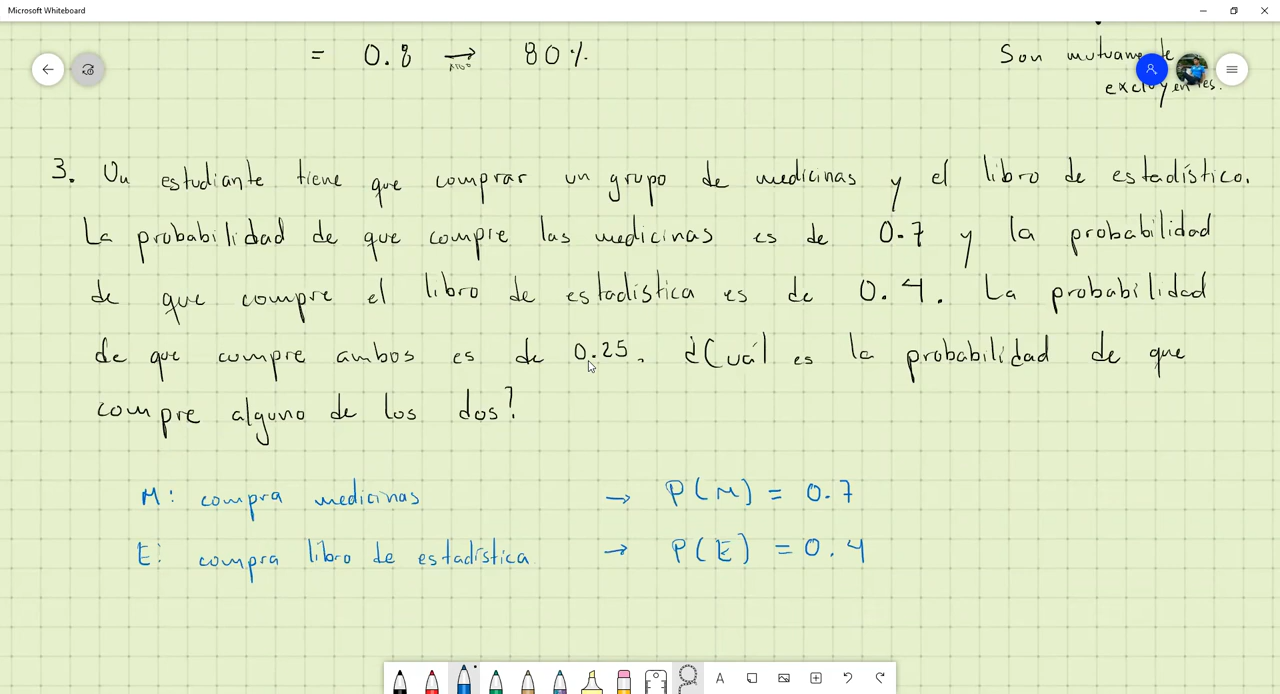 Microsoft Whiteboard
= 0.8 → 80%
x100
Son mutuamente
excluyentes.
3. Un estudiante tiene que comprar un grupo de medicinas y el libro de estadístico.
La probabilidad de que compre las medicinas es de 0.7 y la probabilidad
de que compre el libro de estadística es de 0.4. La probabilidad
de que compre ambos es de 0.25. ¿Cuál es la probabilidad de que
compre alguno de los dos?
M: compra medicinas → P(M) = 0.7
E: compra libro de estadística → P(E) = 0.4